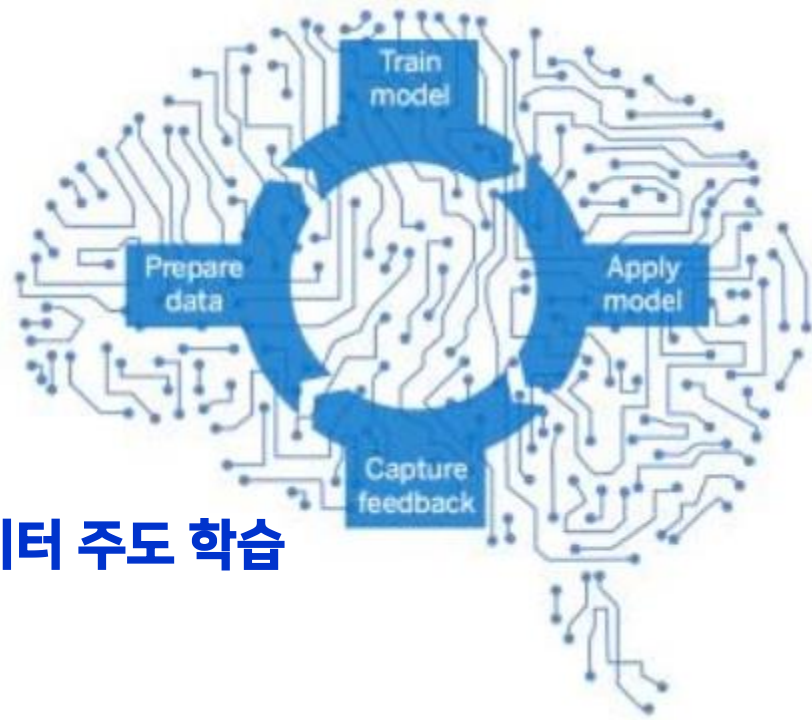 Train
model
Prepare
data
Apply
model
Capture
feedback
터 주도 학습